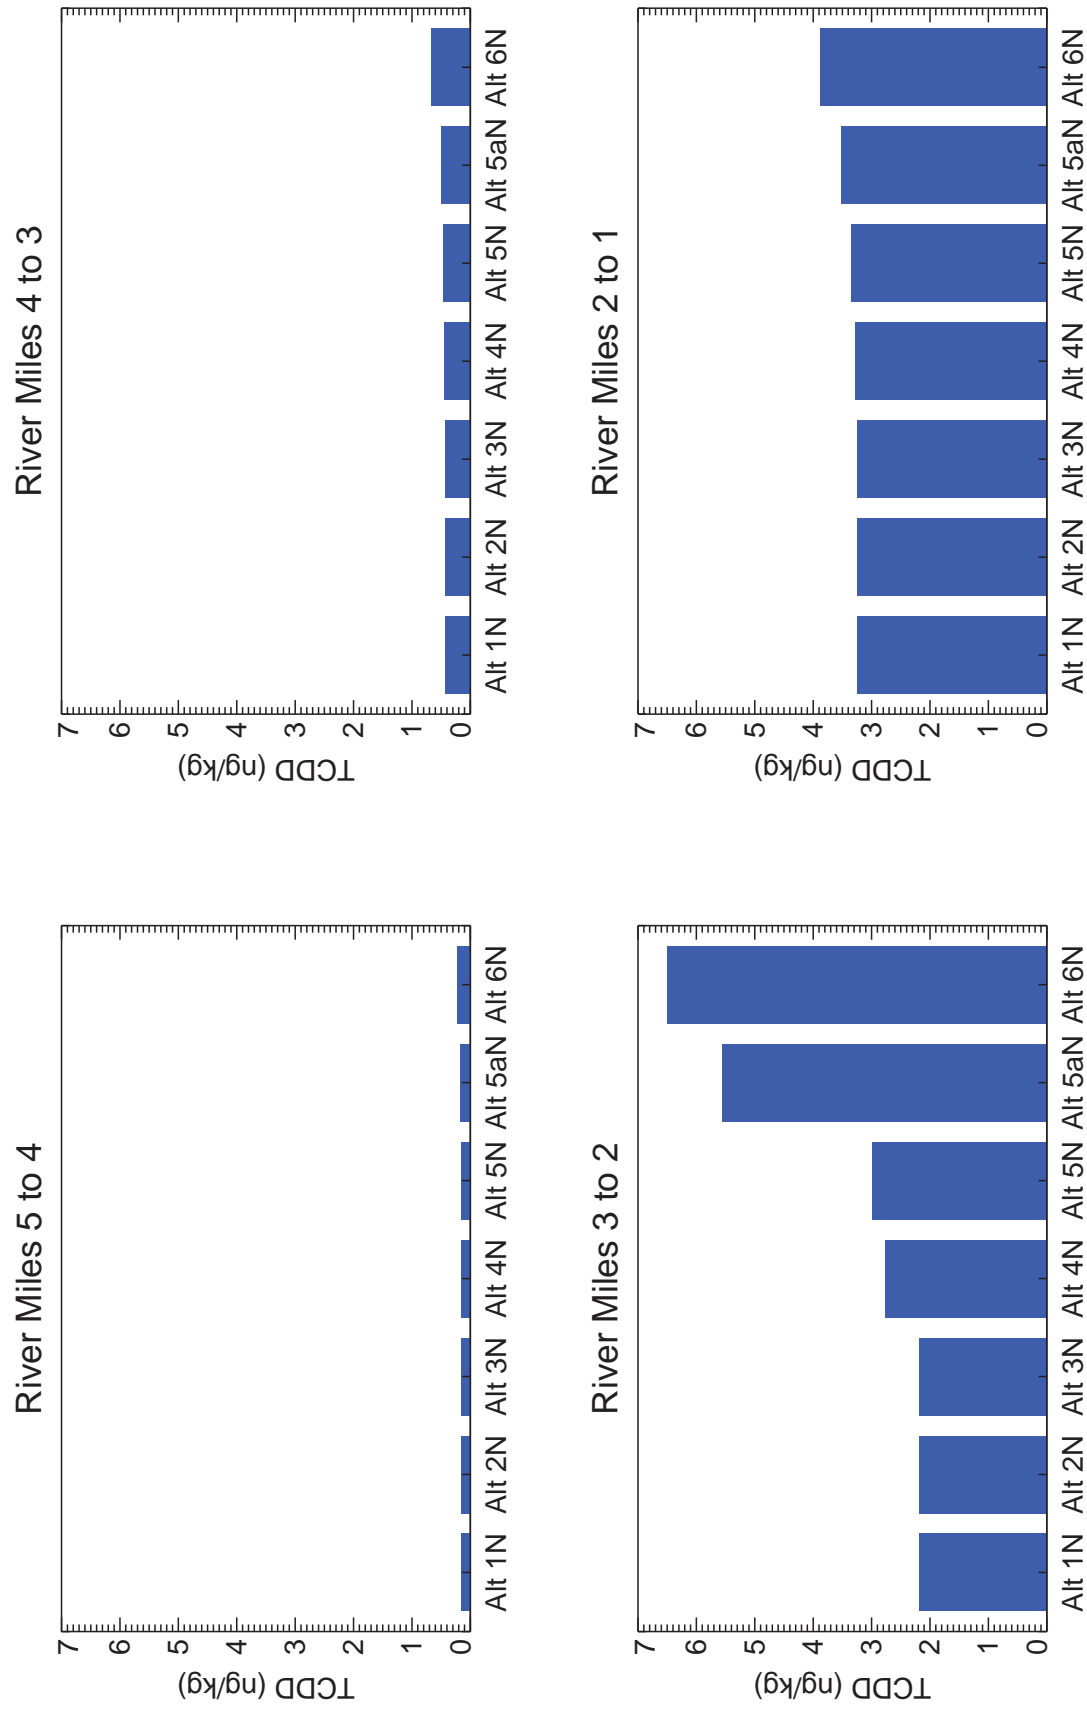 River Miles 5 to 4
TCDD (ng/kg)
7
6
5
4
3
2
1
0
Alt 1N Alt 2N Alt 3N Alt 4N Alt 5N Alt 5aN Alt 6N
River Miles 4 to 3
TCDD (ng/kg)
7
6
5
4
3
2
1
0
Alt 1N Alt 2N Alt 3N Alt 4N Alt 5N Alt 5aN Alt 6N
River Miles 3 to 2
TCDD (ng/kg)
7
6
5
4
3
2
1
0
Alt 1N Alt 2N Alt 3N Alt 4N Alt 5N Alt 5aN Alt 6N
River Miles 2 to 1
TCDD (ng/kg)
7
6
5
4
3
2
1
0
Alt 1N Alt 2N Alt 3N Alt 4N Alt 5N Alt 5aN Alt 6N